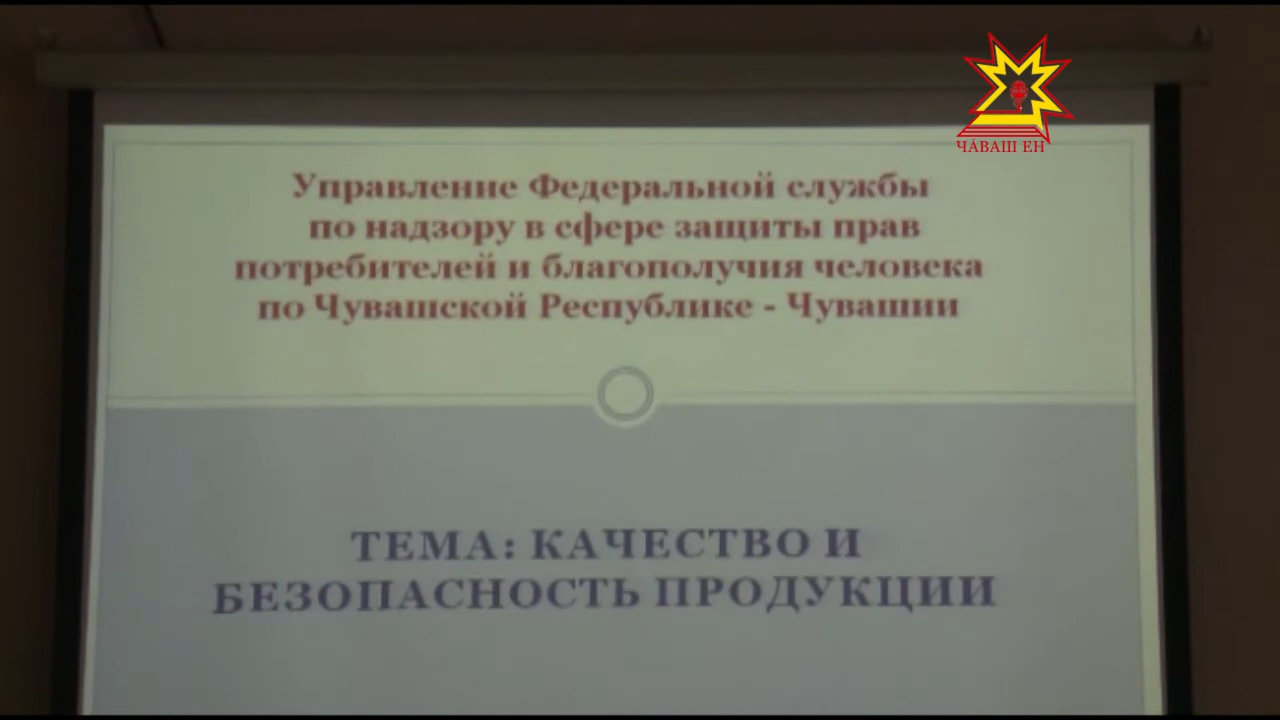 ЧӐВАШ ЕН
Управление Федеральной службы
по надзору в сфере защиты прав
потребителей и благополучия человека
по Чувашской Республике - Чувашии
ТЕМА: КАЧЕСТВО И
БЕЗОПАСНОСТЬ ПРОДУКЦИИ